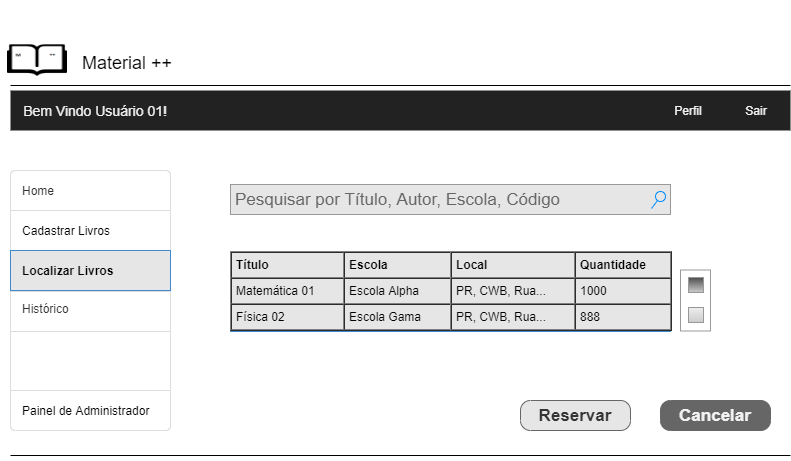 Material ++
Bem Vindo Usuário 01! Perfil Sair
Home
Cadastrar Livros
Localizar Livros
Histórico
Painel de Administrador
Pesquisar por Título, Autor, Escola, Código
Título Escola Local Quantidade
Matemática 01 Escola Alpha PR, CWB, Rua... 1000
Física 02 Escola Gama PR, CWB, Rua... 888
Reservar Cancelar